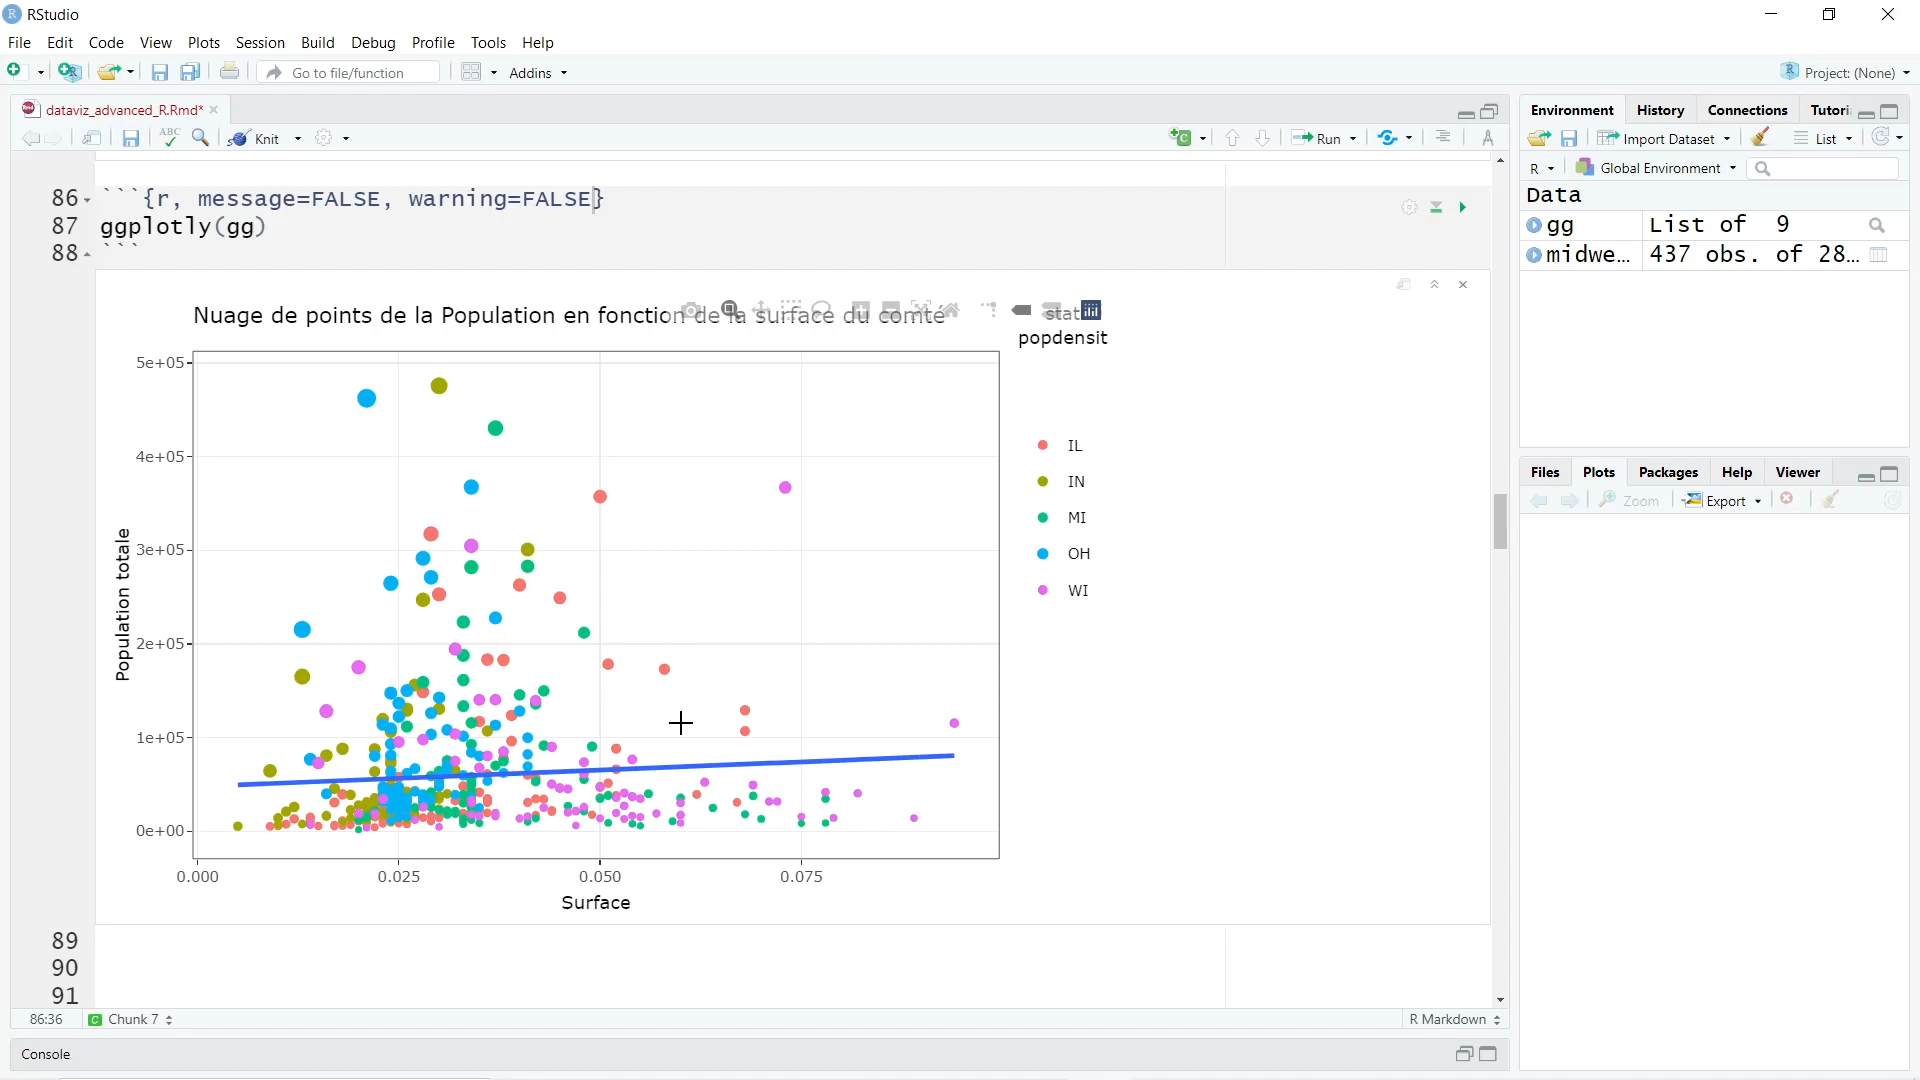 RStudio
File Edit Code View Plots Session Build Debug Profile Tools Help
Go to file/function Addins Project: (None)
dataviz_advanced_R.Rmd*
ABC Knit Run
86 ```{r, message=FALSE, warning=FALSE}
87 ggplotly(gg)
88 ```
Nuage de points de la Population en fonction de la surface du comté
stat
popdensit
5e+05
4e+05
3e+05
2e+05
1e+05
0e+00
Population totale
IL
IN
MI
OH
WI
0.000 0.025 0.050 0.075
Surface
89
90
91
86:36 Chunk 7 R Markdown
Console
Environment History Connections Tutori
Import Dataset List
R Global Environment
Data
gg List of 9
midwe... 437 obs. of 28...
Files Plots Packages Help Viewer
Zoom Export